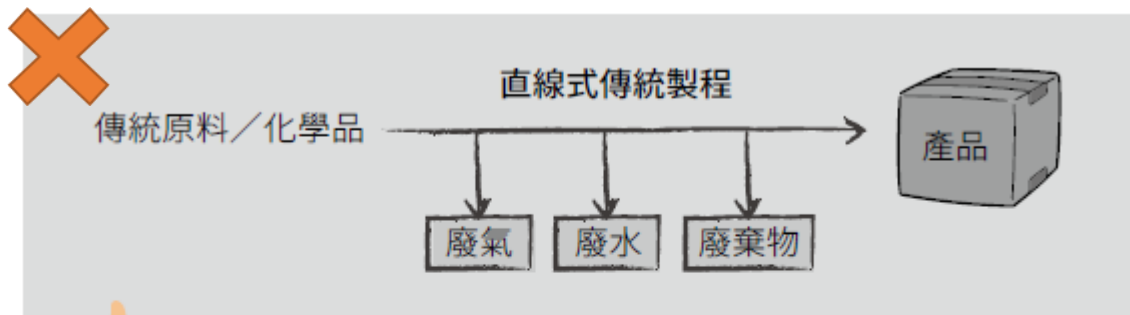 直線式傳統製程
傳統原料／化學品
產品
廢氣
廢水
廢棄物